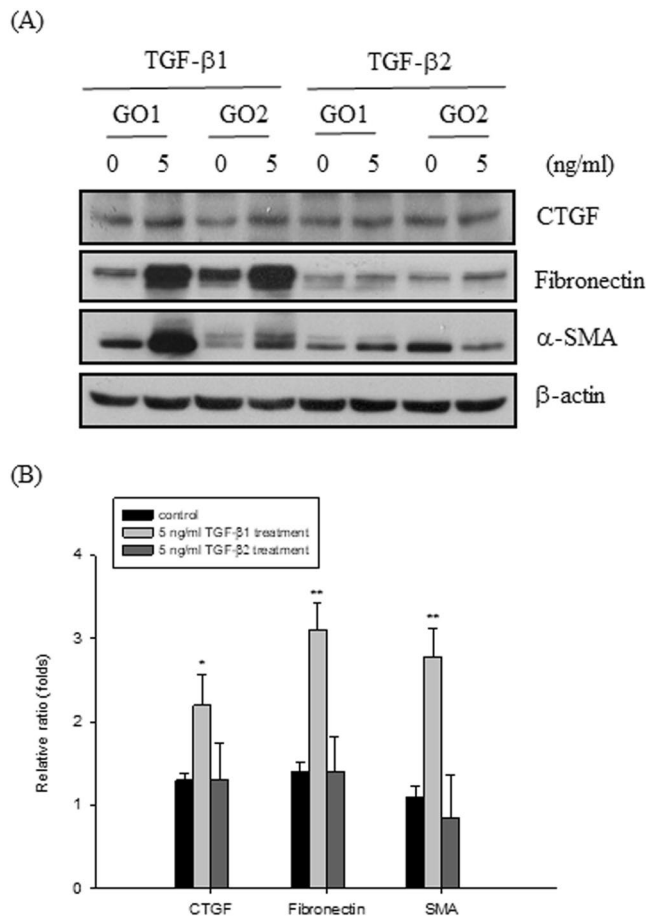 (A)
TGF-β1 TGF-β2
GO1 GO2 GO1 GO2
0 5 0 5 0 5 0 5 (ng/ml)
CTGF
Fibronectin
α-SMA
β-actin
(B)
control
5 ng/ml TGF-β1 treatment
5 ng/ml TGF-β2 treatment
4
3
2
1
0
Relative ratio (folds)
*
**
**
CTGF Fibronectin SMA